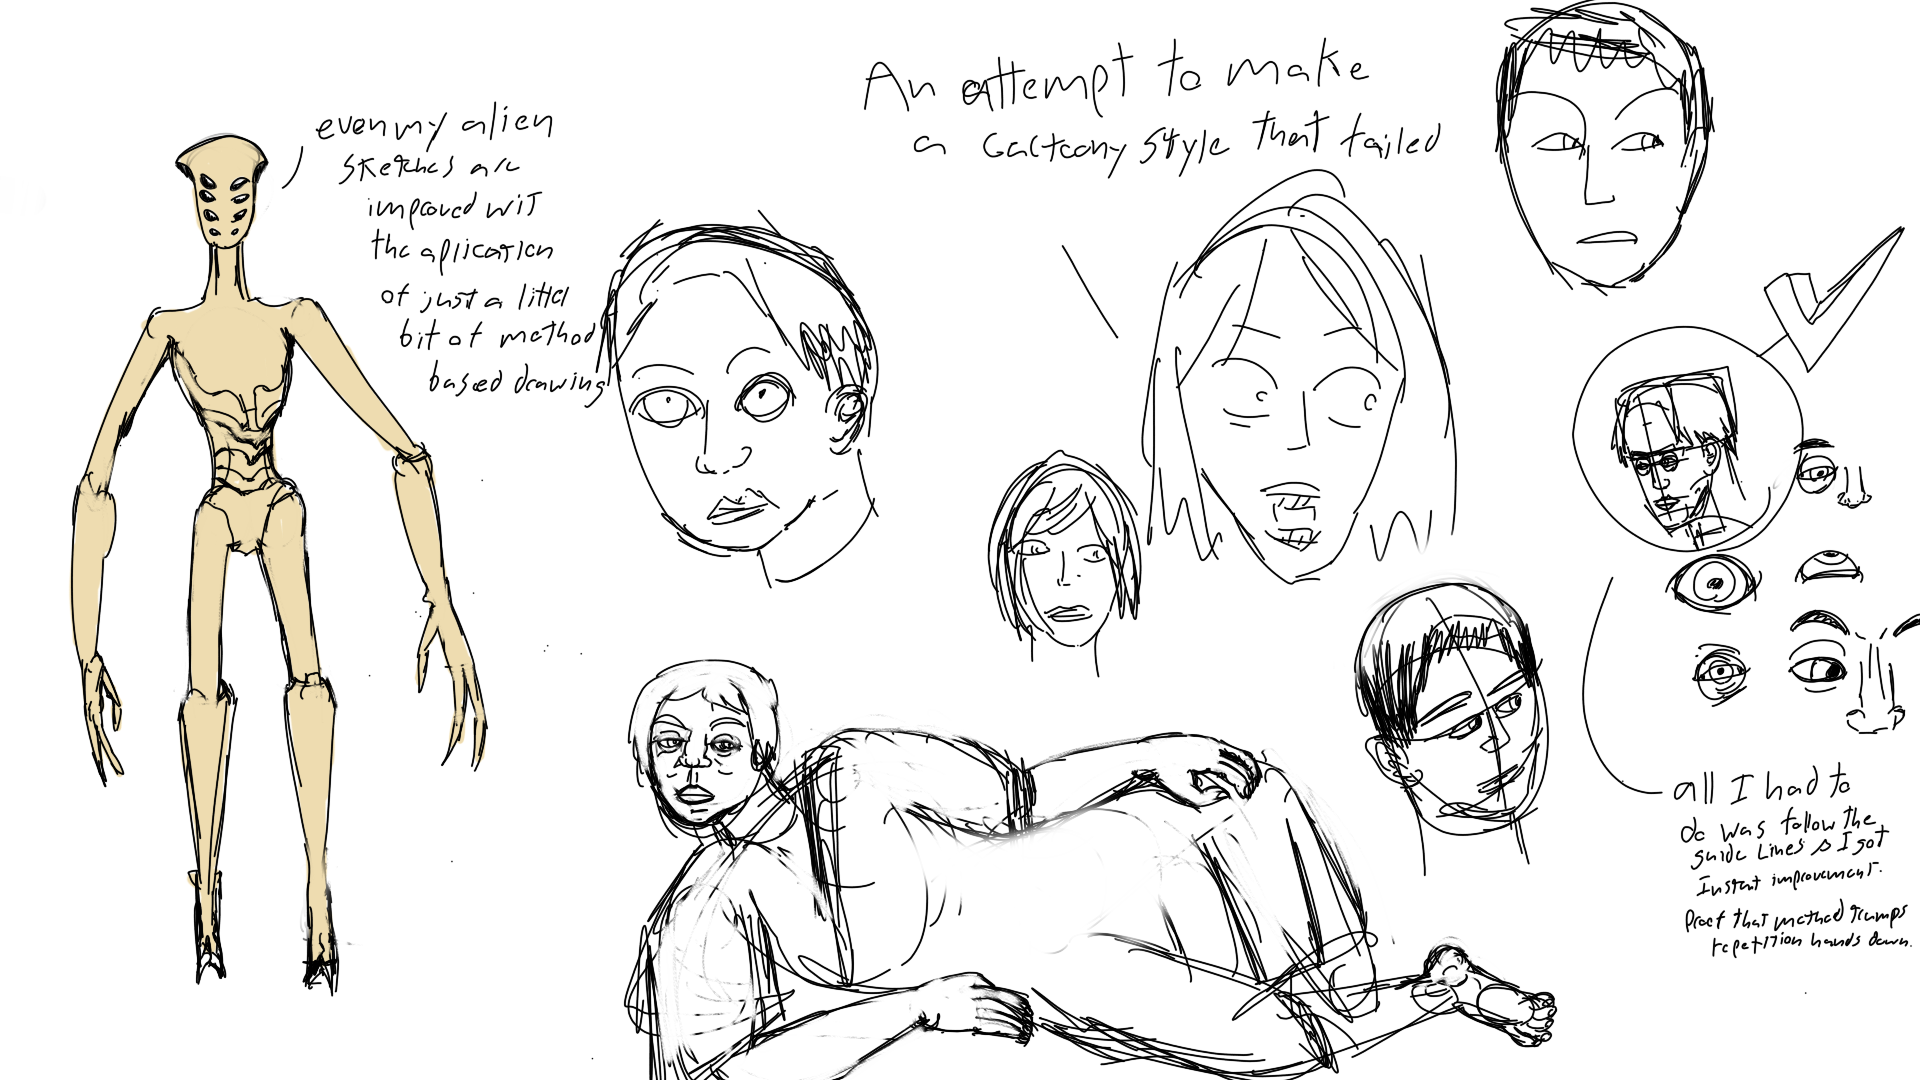 even my alien
sketches are
improved wit
the aplication
of just a littel
bit of method
based drawing
An attempt to make
a Cartoony style that failed
all I had to
do was follow the
guide Lines & I got
Instant improvement.
Proof that method trumps
repetition hands down.